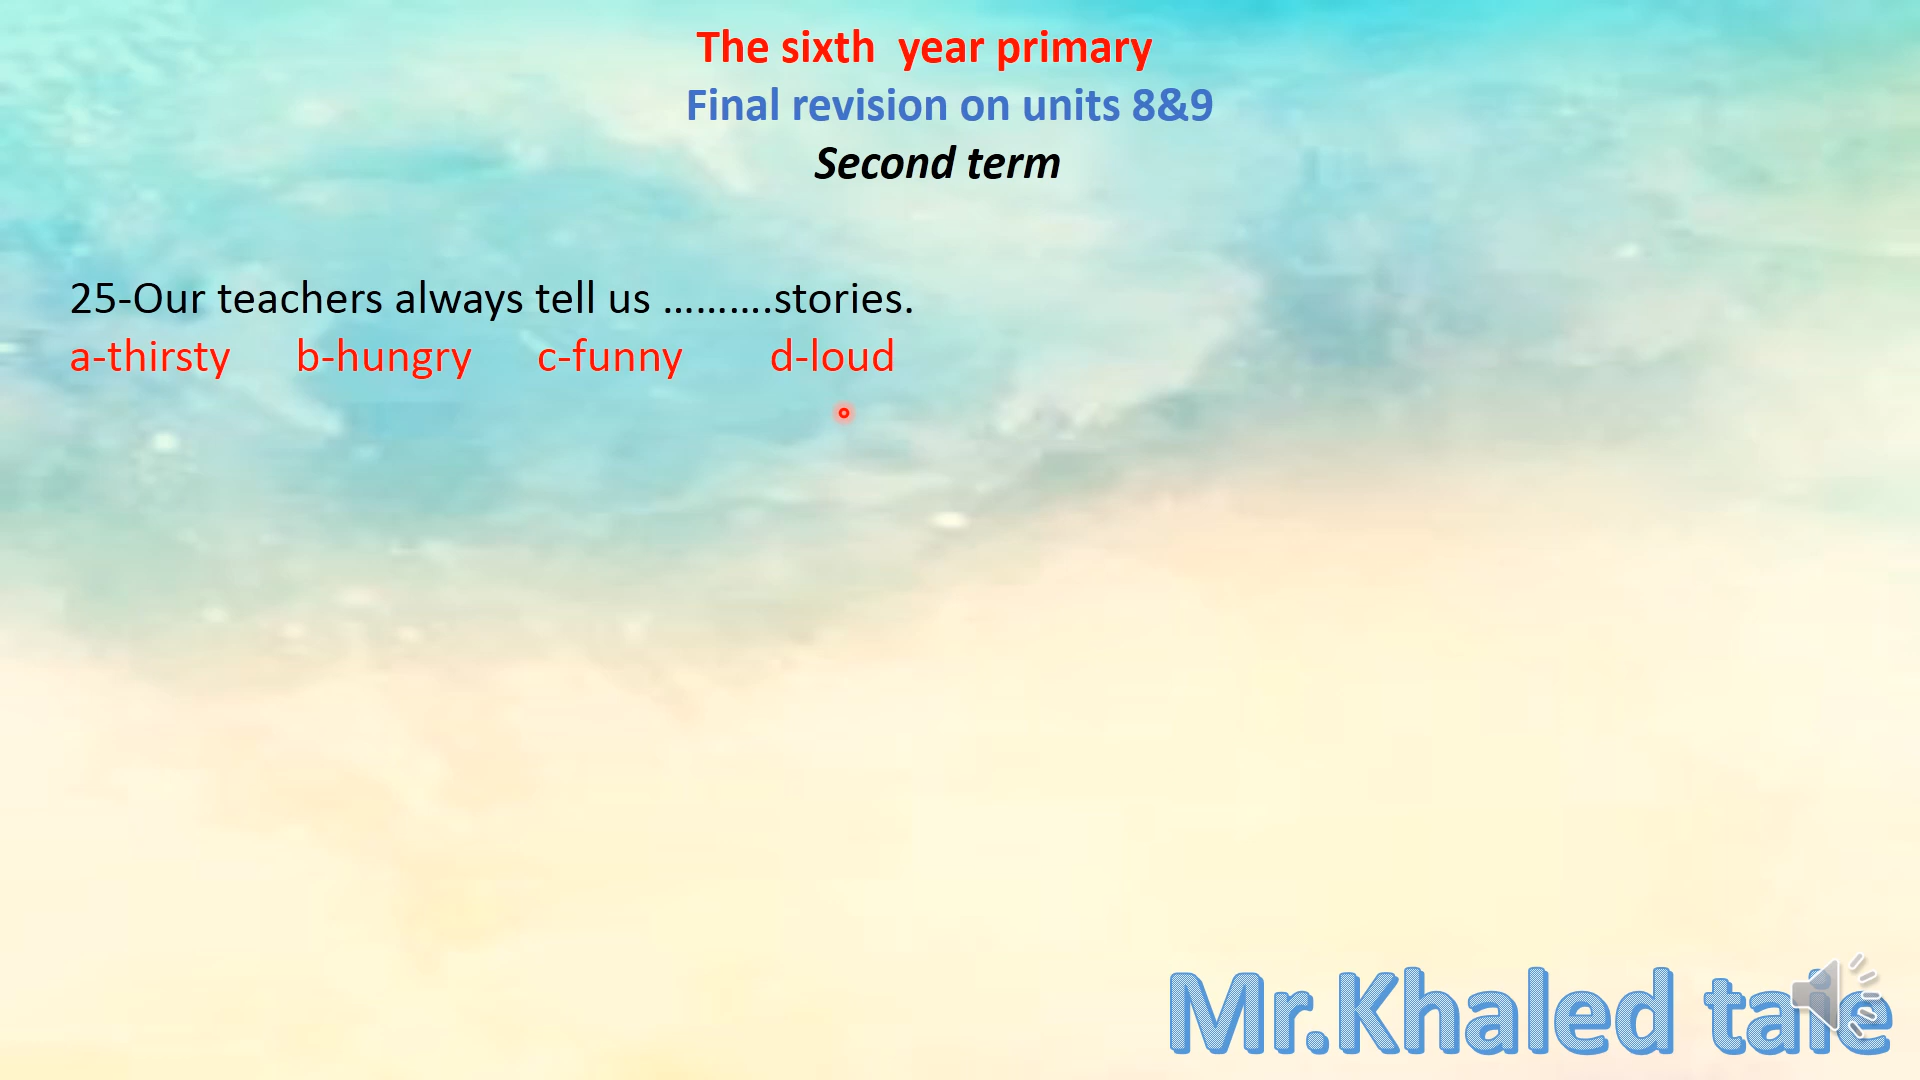 The sixth  year primary
Final revision on units 8&9
Second term
25-Our teachers always tell us ……….stories.
a-thirsty b-hungry c-funny d-loud
Mr.Khaled